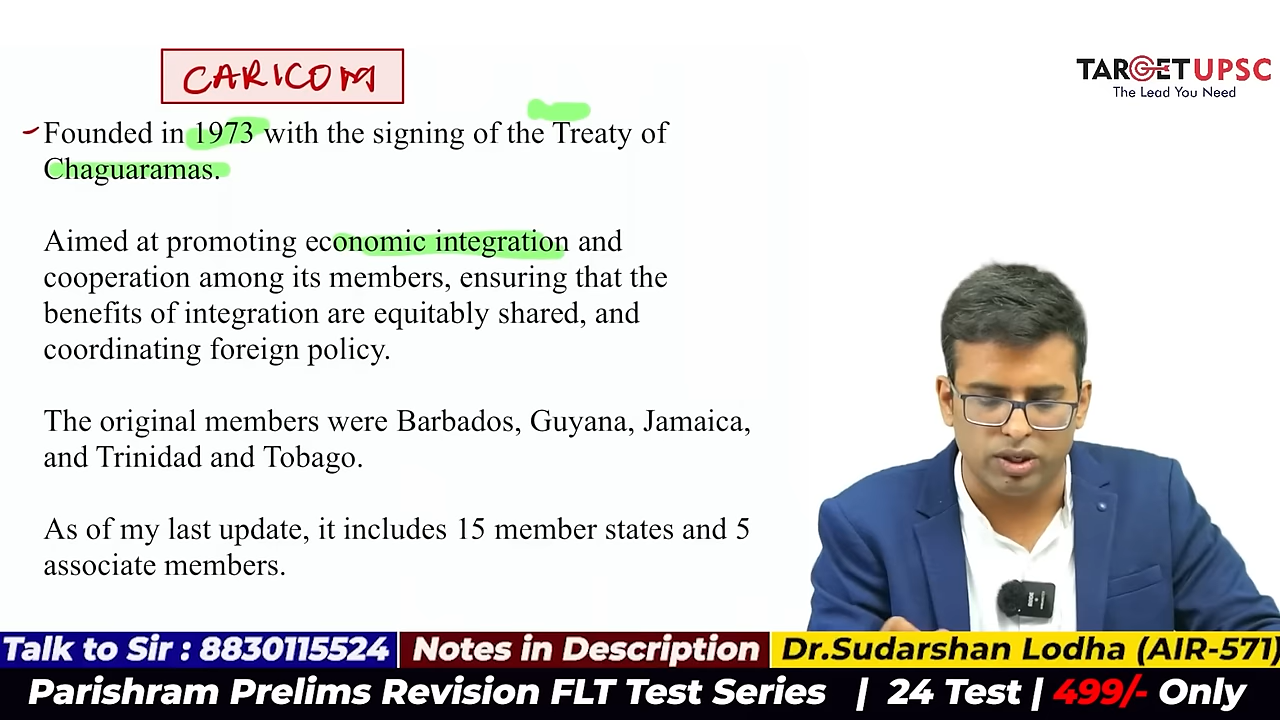 CARICOM
TARGETUPSC
The Lead You Need
Founded in 1973 with the signing of the Treaty of
Chaguaramas.
Aimed at promoting economic integration and
cooperation among its members, ensuring that the
benefits of integration are equitably shared, and
coordinating foreign policy.
The original members were Barbados, Guyana, Jamaica,
and Trinidad and Tobago.
As of my last update, it includes 15 member states and 5
associate members.
Talk to Sir : 8830115524
Notes in Description
Dr.Sudarshan Lodha (AIR-571)
Parishram Prelims Revision FLT Test Series | 24 Test | 499/- Only